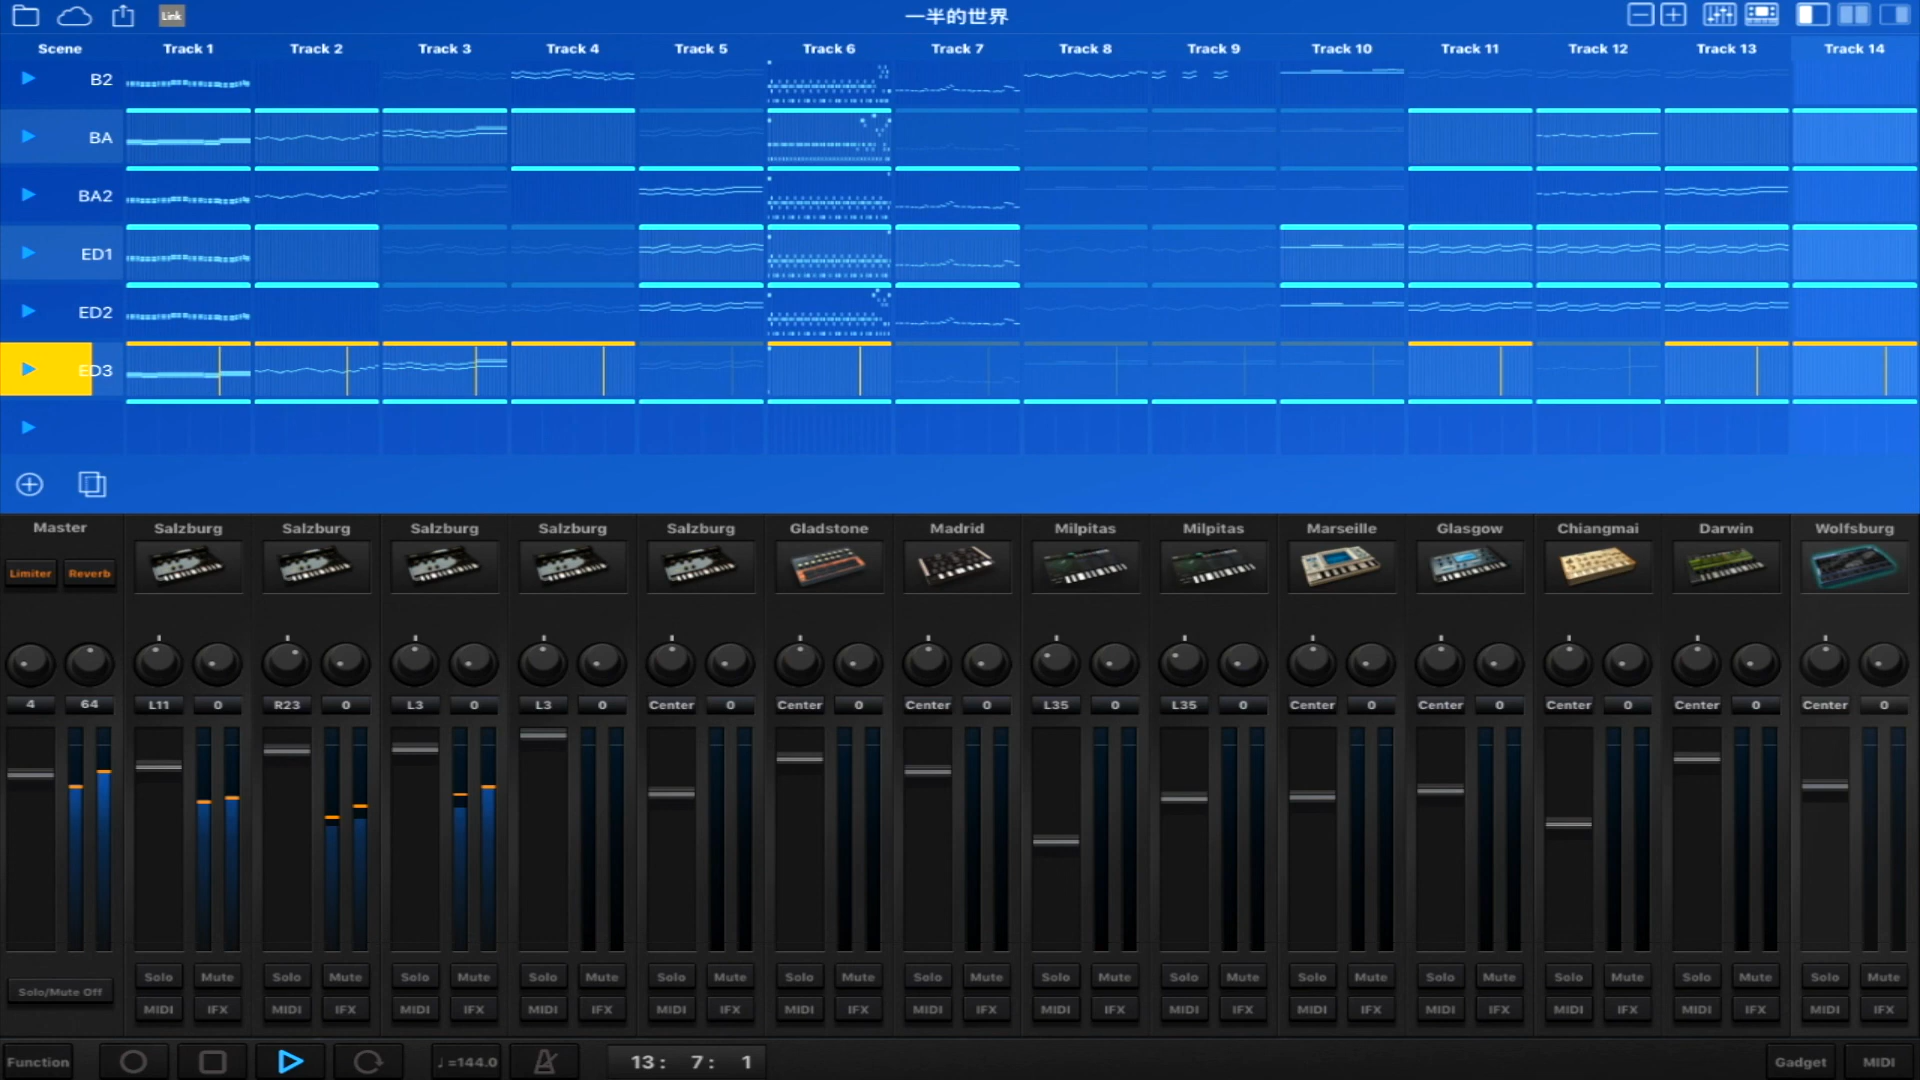 Link 一半的世界
Scene Track 1 Track 2 Track 3 Track 4 Track 5 Track 6 Track 7 Track 8 Track 9 Track 10 Track 11 Track 12 Track 13 Track 14
B2
BA
BA2
ED1
ED2
ED3
Master Salzburg Salzburg Salzburg Salzburg Salzburg Gladstone Madrid Milpitas Milpitas Marseille Glasgow Chiangmai Darwin Wolfsburg
Limiter Reverb
4 64 L11 0 R23 0 L3 0 L3 0 Center 0 Center 0 Center 0 L35 0 L35 0 Center 0 Center 0 Center 0 Center 0 Center 0
Solo Mute Solo Mute Solo Mute Solo Mute Solo Mute Solo Mute Solo Mute Solo Mute Solo Mute Solo Mute Solo Mute Solo Mute Solo Mute Solo Mute
Solo/Mute Off
MIDI IFX MIDI IFX MIDI IFX MIDI IFX MIDI IFX MIDI IFX MIDI IFX MIDI IFX MIDI IFX MIDI IFX MIDI IFX MIDI IFX MIDI IFX MIDI IFX
Function ♩=144.0 13: 7: 1 Gadget MIDI